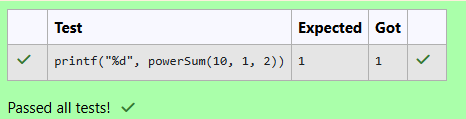 Test Expected Got
printf("%d", powerSum(10, 1, 2)) 1 1
Passed all tests!